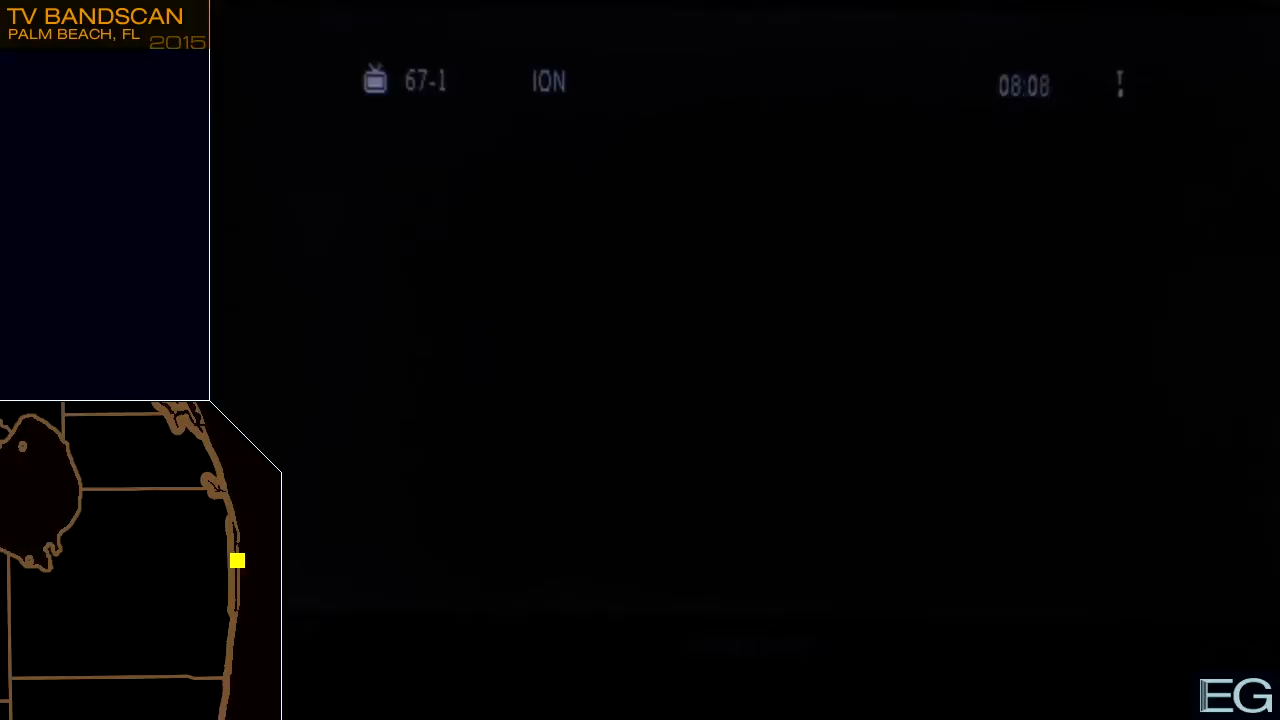 TV BANDSCAN
PALM BEACH, FL
2015
67-1 ION 08:08
EG